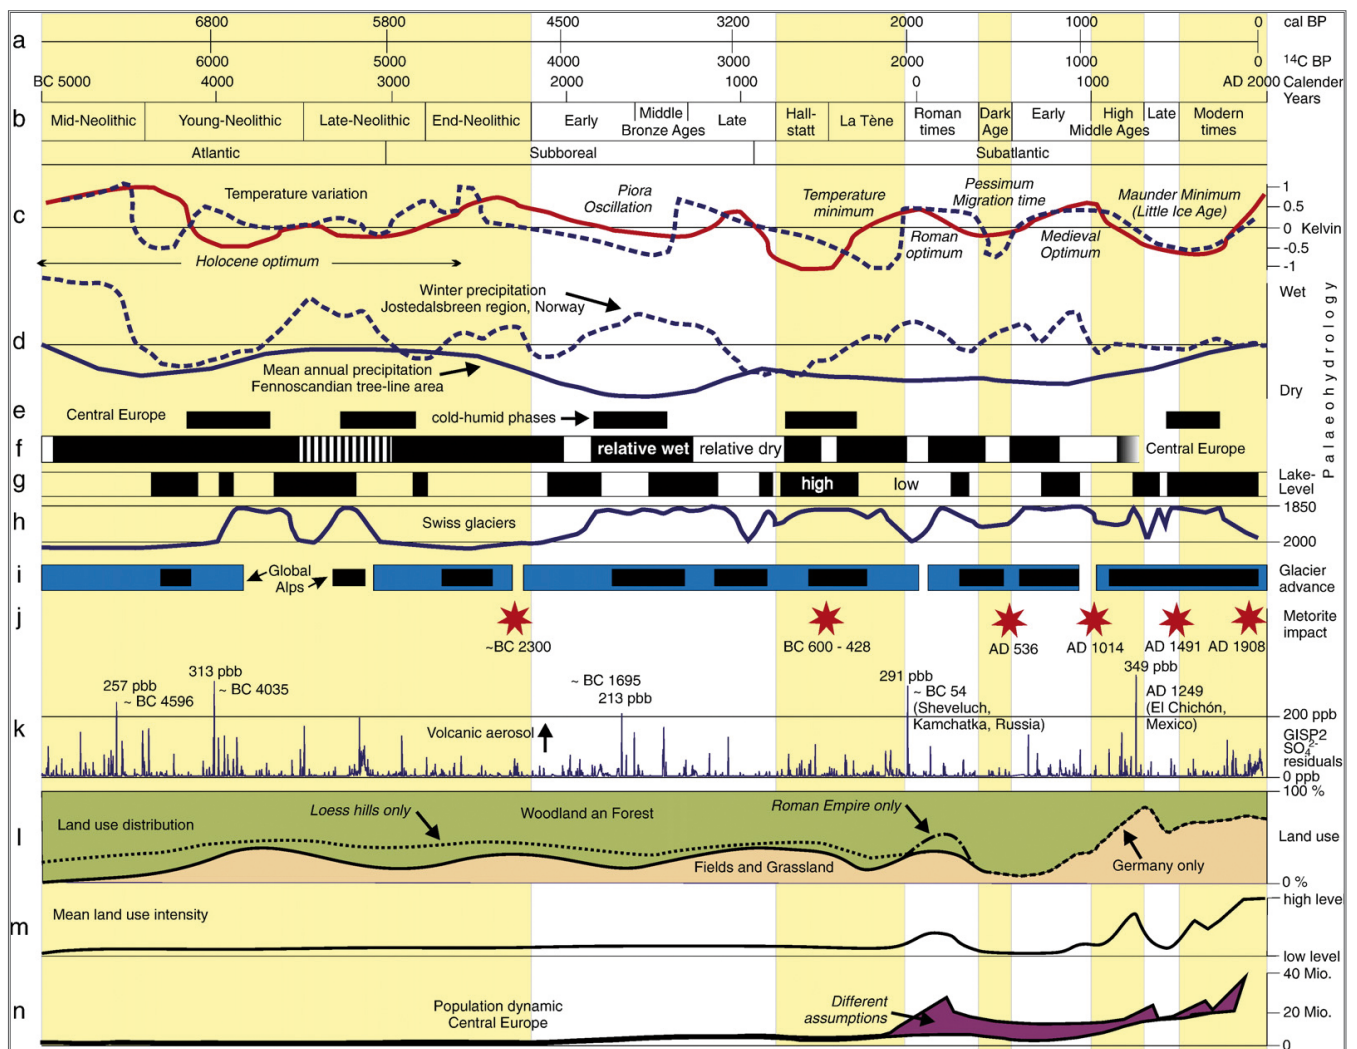 6800 5800 4500 3200 2000 1000 0 cal BP
a
6000 5000 4000 3000 2000 1000 0 14C BP
BC 5000 4000 3000 2000 1000 0 1000 AD 2000 Calender
Years
b
Mid-Neolithic Young-Neolithic Late-Neolithic End-Neolithic Early Middle Late Hall- La Tène Roman Dark Early High Late Modern
Bronze Ages statt times Age Middle Ages times
Atlantic Subboreal Subatlantic
c
Temperature variation
Piora
Oscillation
Temperature
minimum
Pessimum
Migration time
Maunder Minimum
(Little Ice Age)
Roman
optimum
Medieval
Optimum
Holocene optimum
1
0.5
0 Kelvin
-0.5
-1
d
Winter precipitation
Jostedalsbreen region, Norway
Mean annual precipitation
Fennoscandian tree-line area
Wet
Dry
Palaeohydrology
e
Central Europe cold-humid phases
f
relative wet relative dry Central Europe
g
high low Lake-
Level
h
Swiss glaciers
1850
2000
i
Global
Alps
Glacier
advance
j
~BC 2300 BC 600 - 428 AD 536 AD 1014 AD 1491 AD 1908
Metorite
impact
k
257 pbb
~ BC 4596
313 pbb
~ BC 4035
~ BC 1695
213 pbb
291 pbb
~ BC 54
(Sheveluch,
Kamchatka, Russia)
349 pbb
AD 1249
(El Chichón,
Mexico)
Volcanic aerosol
200 ppb
GISP2
SO42-
residuals
0 ppb
l
Land use distribution
Loess hills only
Woodland an Forest
Roman Empire only
Fields and Grassland
Germany only
100 %
Land use
0 %
m
Mean land use intensity
high level
low level
n
Population dynamic
Central Europe
Different
assumptions
40 Mio.
20 Mio.
0